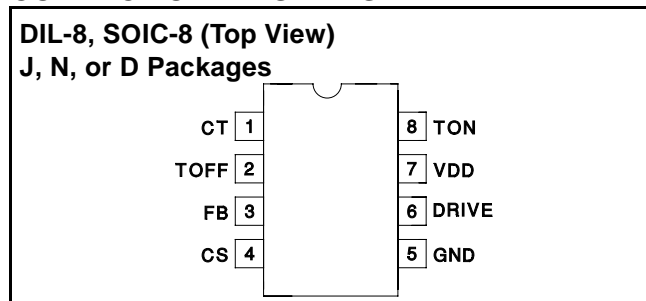 DIL-8, SOIC-8 (Top View)
J, N, or D Packages
CT 1 8 TON
TOFF 2 7 VDD
FB 3 6 DRIVE
CS 4 5 GND